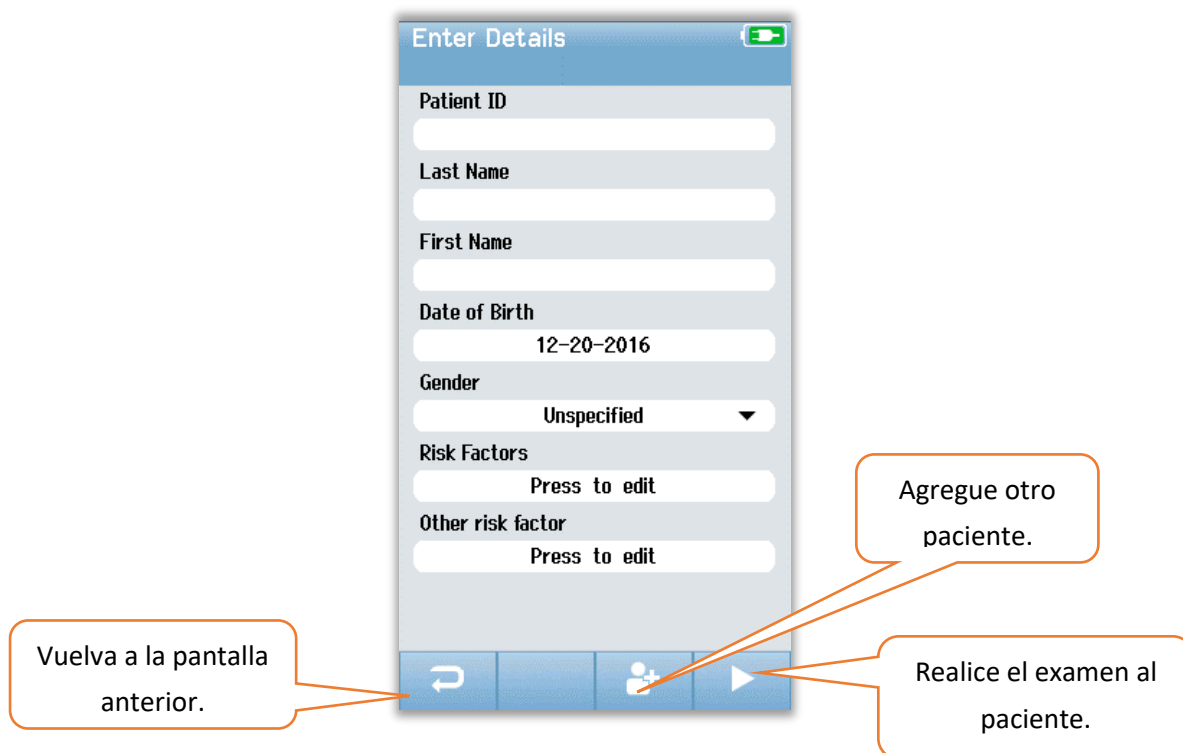 Enter Details
Patient ID
Last Name
First Name
Date of Birth
12-20-2016
Gender
Unspecified
Risk Factors
Press to edit
Other risk factor
Press to edit
Agregue otro
paciente.
Vuelva a la pantalla
anterior.
Realice el examen al
paciente.